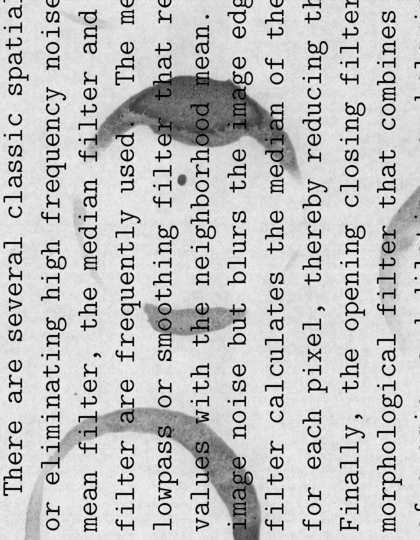 There are several classic spatial
or eliminating high frequency noise
mean filter, the median filter and
filter are frequently used. The me
lowpass or smoothing filter that re
values with the neighborhood mean.
image noise but blurs the image edg
filter calculates the median of the
for each pixel, thereby reducing th
Finally, the opening closing filter
morphological filter that combines